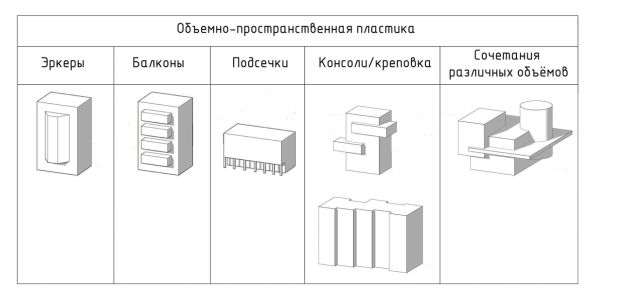 Объемно-пространственная пластика
Эркеры
Балконы
Подсечки
Консоли/креповка
Сочетания
различных объёмов